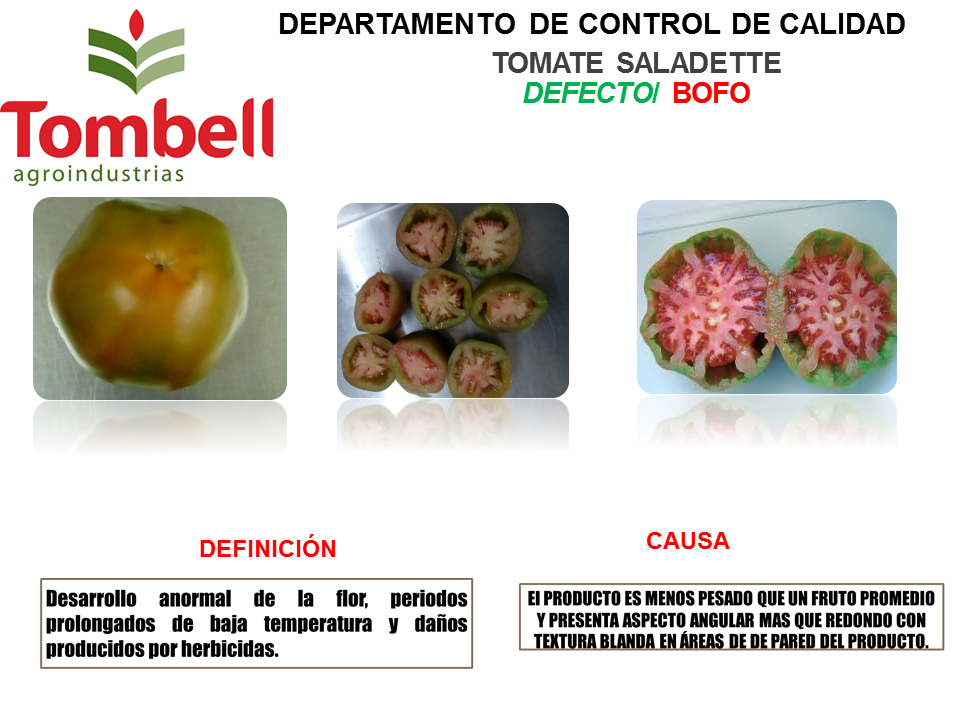 DEPARTAMENTO DE CONTROL DE CALIDAD
TOMATE SALADETTE
DEFECTO/ BOFO
Tombell
agroindustrias
DEFINICIÓN
Desarrollo anormal de la flor, periodos
prolongados de baja temperatura y daños
producidos por herbicidas.
CAUSA
El PRODUCTO ES MENOS PESADO QUE UN FRUTO PROMEDIO
Y PRESENTA ASPECTO ANGULAR MAS QUE REDONDO CON
TEXTURA BLANDA EN ÁREAS DE DE PARED DEL PRODUCTO.